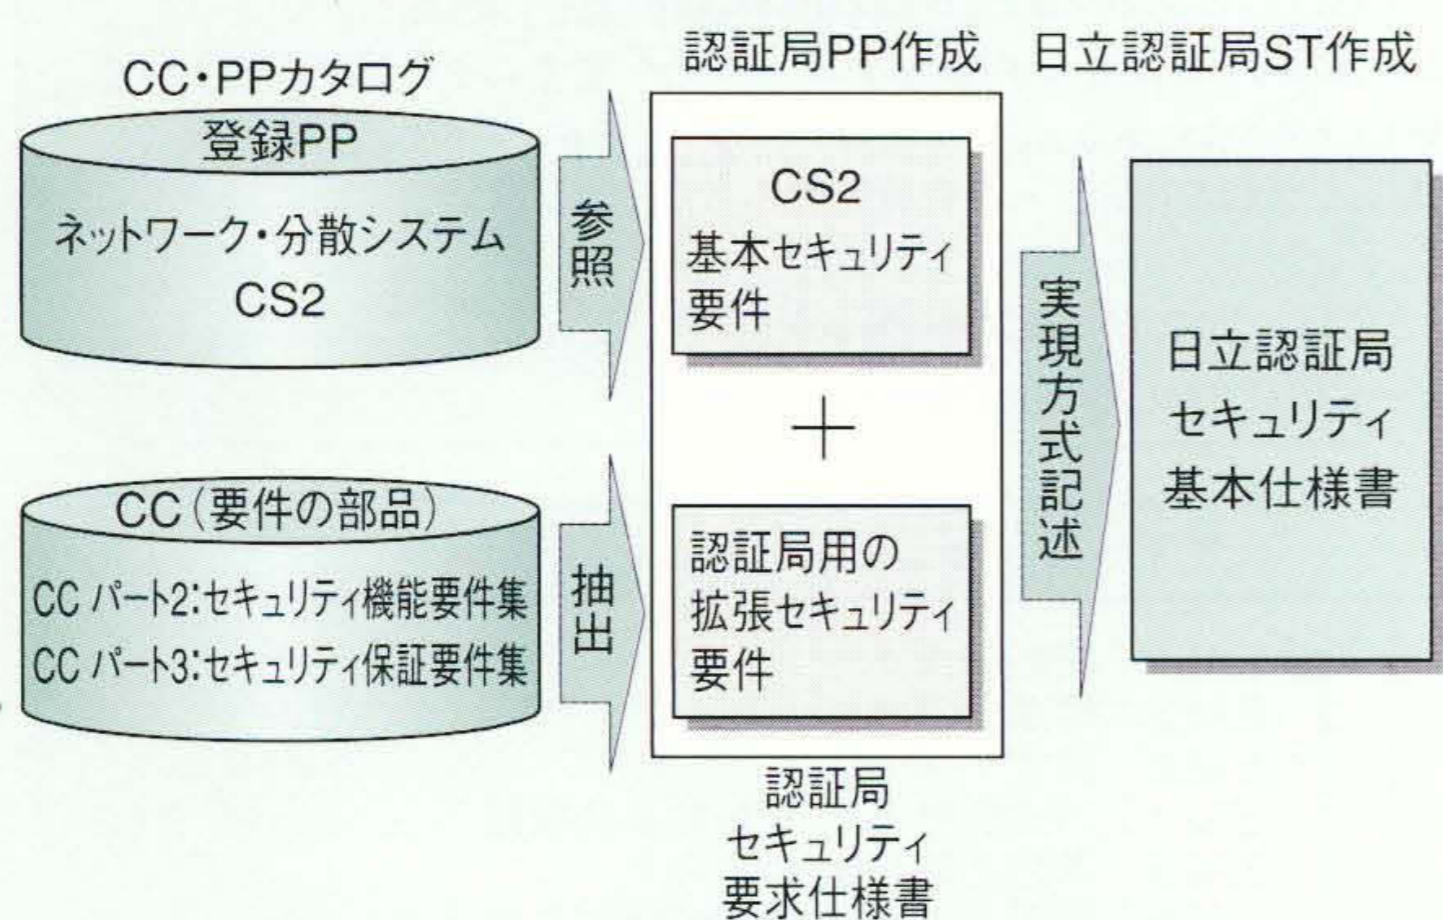 CC・PPカタログ
登録PP
ネットワーク・分散システム
CS2
CC(要件の部品)
CC パート2:セキュリティ機能要件集
CC パート3:セキュリティ保証要件集
参照
抽出
認証局PP作成
CS2
基本セキュリティ
要件
+
認証局用の
拡張セキュリティ
要件
認証局
セキュリティ
要求仕様書
実現方式記述
日立認証局ST作成
日立認証局
セキュリティ
基本仕様書